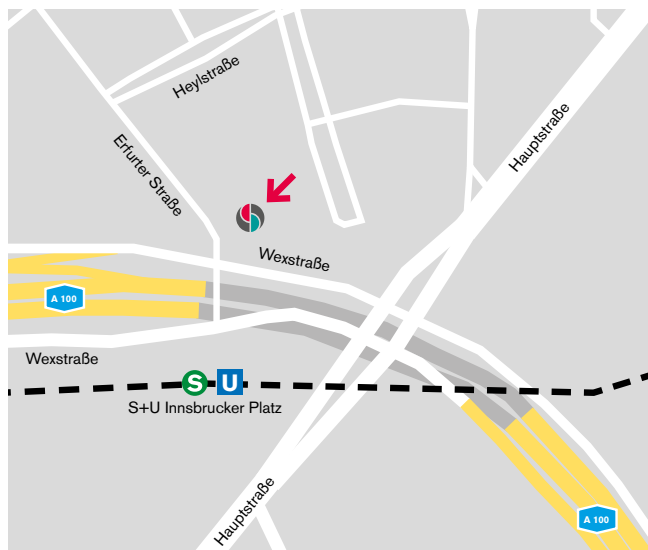 Heylstraße
Hauptstraße
Erfurter Straße
Wexstraße
A 100
Wexstraße
S U
S+U Innsbrucker Platz
Hauptstraße
A 100